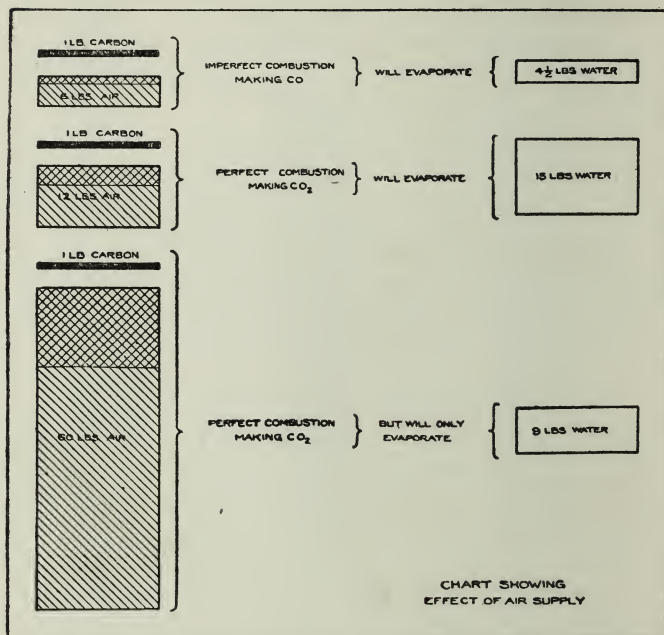 1 LB. CARBON
6 LBS AIR
IMPERFECT COMBUSTION
MAKING CO
WILL EVAPORATE
4½ LBS WATER
1 LB CARBON
12 LBS AIR
PERFECT COMBUSTION
MAKING CO₂
WILL EVAPORATE
15 LBS WATER
1 LB CARBON
60 LBS AIR
PERFECT COMBUSTION
MAKING CO₂
BUT WILL ONLY
EVAPORATE
9 LBS WATER
CHART SHOWING
EFFECT OF AIR SUPPLY